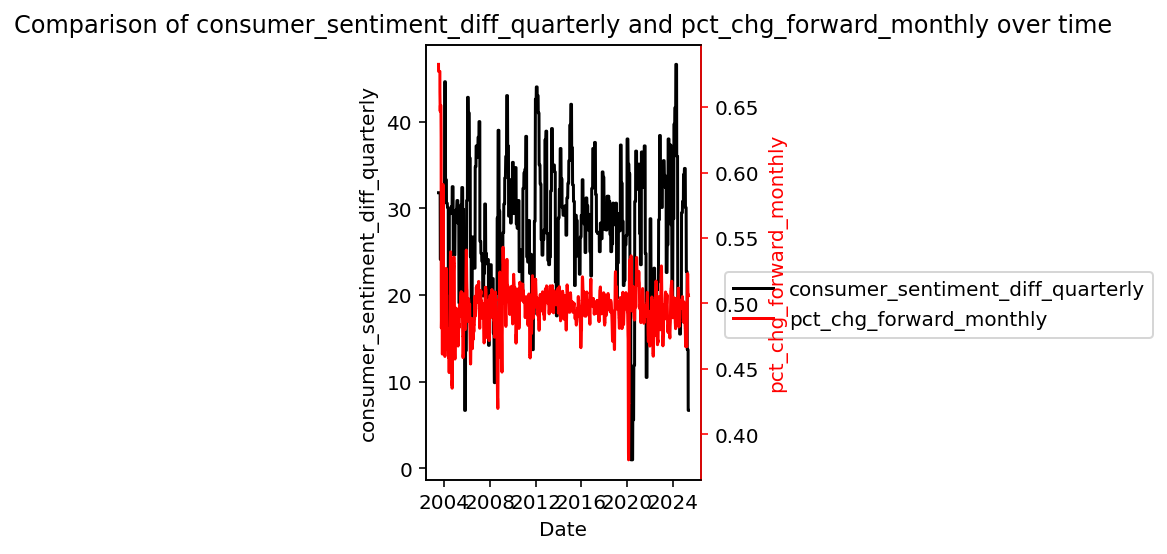 Comparison of consumer_sentiment_diff_quarterly and pct_chg_forward_monthly over time
consumer_sentiment_diff_quarterly
40
30
20
10
0
2004
2008
2012
2016
2020
2024
Date
0.65
0.60
0.55
0.50
0.45
0.40
pct_chg_forward_monthly
consumer_sentiment_diff_quarterly
pct_chg_forward_monthly